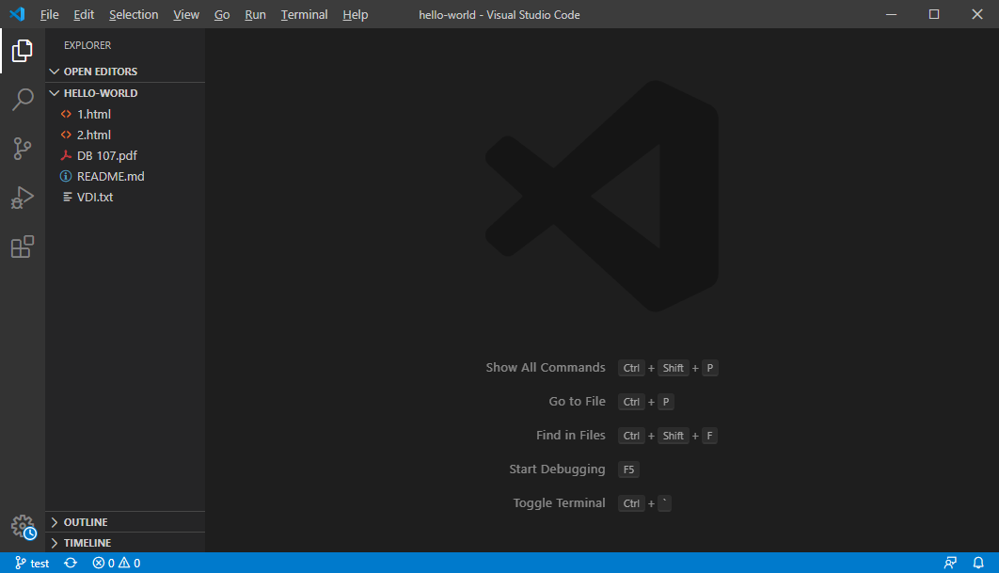 File Edit Selection View Go Run Terminal Help hello-world - Visual Studio Code
EXPLORER
OPEN EDITORS
HELLO-WORLD
1.html
2.html
DB 107.pdf
README.md
VDI.txt
Show All Commands Ctrl + Shift + P
Go to File Ctrl + P
Find in Files Ctrl + Shift + F
Start Debugging F5
Toggle Terminal Ctrl + `
OUTLINE
TIMELINE
test 0 0